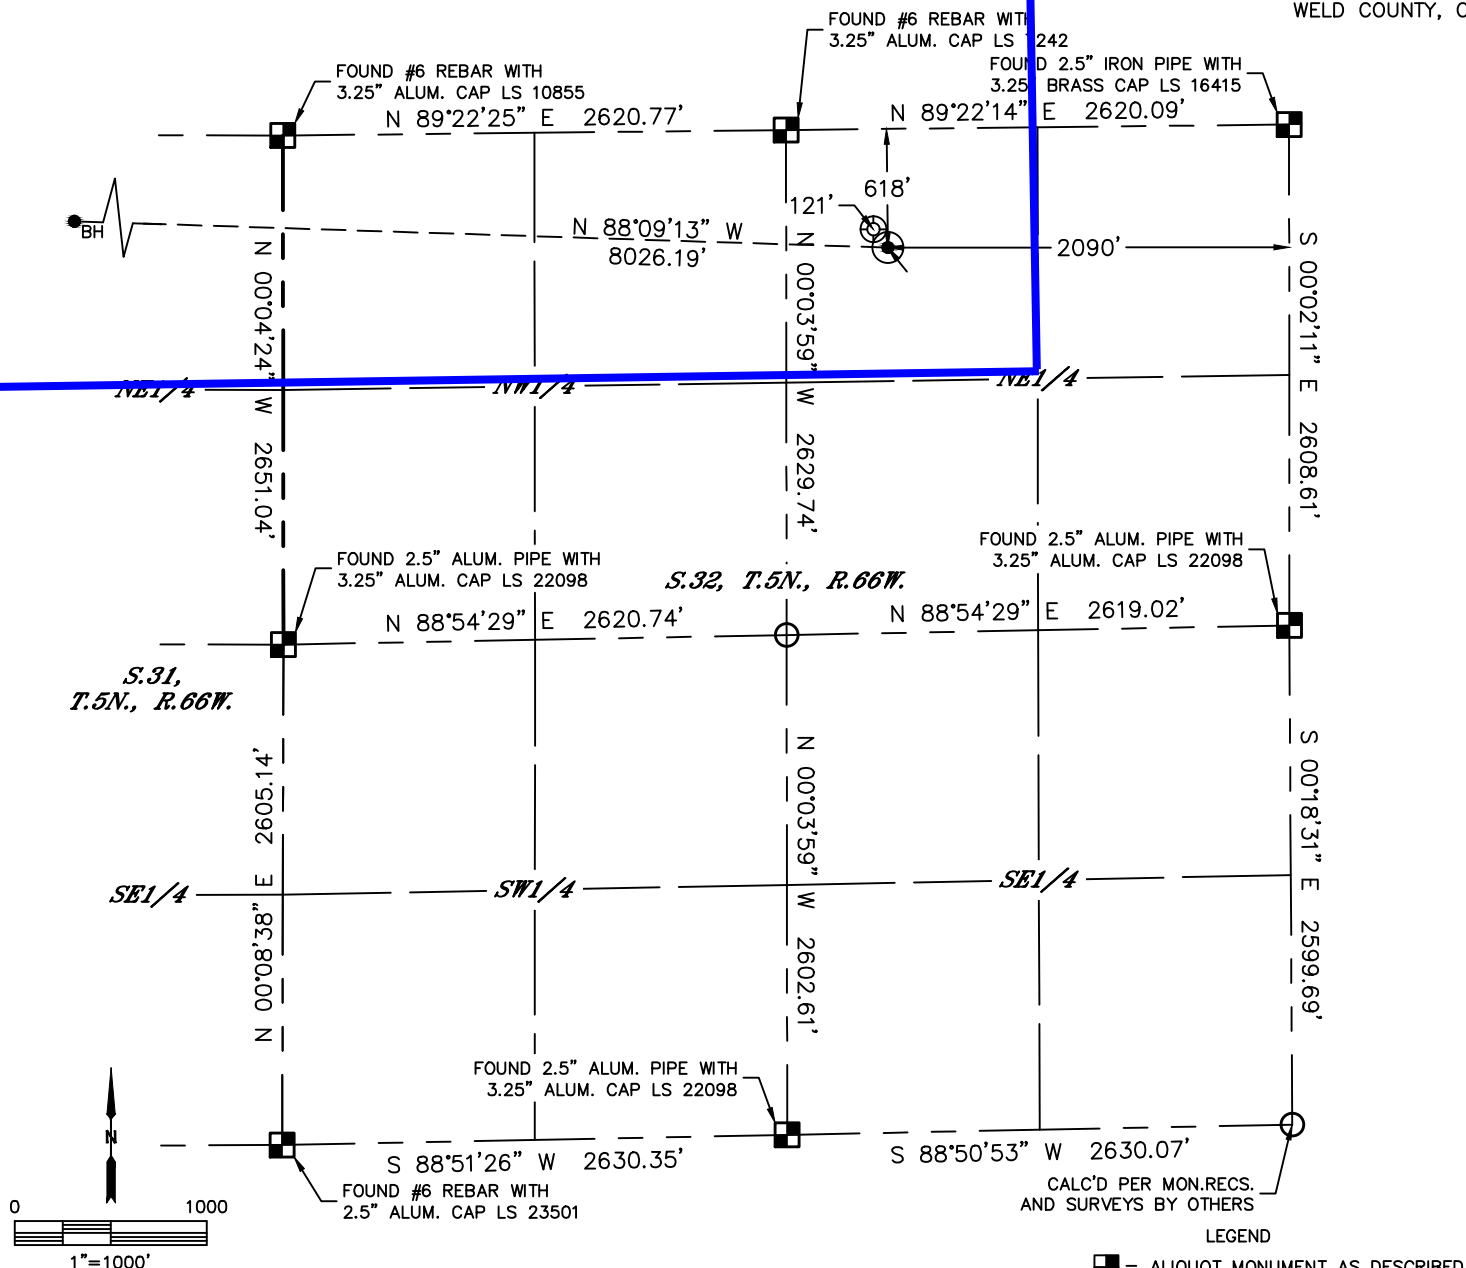 WELD COUNTY, C
FOUND #6 REBAR WITH
3.25" ALUM. CAP LS 242
FOUND 2.5" IRON PIPE WITH
3.25" BRASS CAP LS 16415
FOUND #6 REBAR WITH
3.25" ALUM. CAP LS 10855
N 89°22'25" E 2620.77'
N 89°22'14" E 2620.09'
618'
121'
BH
N 88°09'13" W
8026.19'
2090'
N 00°04'24" W 2651.04'
N 00°03'59" W 2629.74'
S 00°02'11" E 2608.61'
NE1/4
NW1/4
NE1/4
FOUND 2.5" ALUM. PIPE WITH
3.25" ALUM. CAP LS 22098
FOUND 2.5" ALUM. PIPE WITH
3.25" ALUM. CAP LS 22098
S.32, T.5N., R.66W.
N 88°54'29" E 2620.74'
N 88°54'29" E 2619.02'
S.31,
T.5N., R.66W.
N 00°08'38" E 2605.14'
N 00°03'59" W 2602.61'
S 00°18'31" E 2599.69'
SE1/4
SW1/4
SE1/4
FOUND 2.5" ALUM. PIPE WITH
3.25" ALUM. CAP LS 22098
N
S 88°51'26" W 2630.35'
S 88°50'53" W 2630.07'
FOUND #6 REBAR WITH
2.5" ALUM. CAP LS 23501
CALC'D PER MON.RECS.
AND SURVEYS BY OTHERS
0 1000
1"=1000'
LEGEND
= ALIQUOT MONUMENT AS DESCRIBED